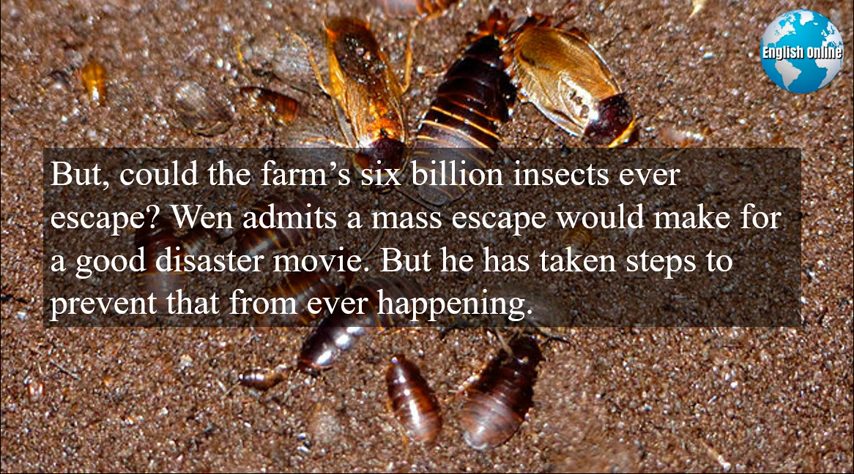 English Online
But, could the farm’s six billion insects ever
escape? Wen admits a mass escape would make for
a good disaster movie. But he has taken steps to
prevent that from ever happening.